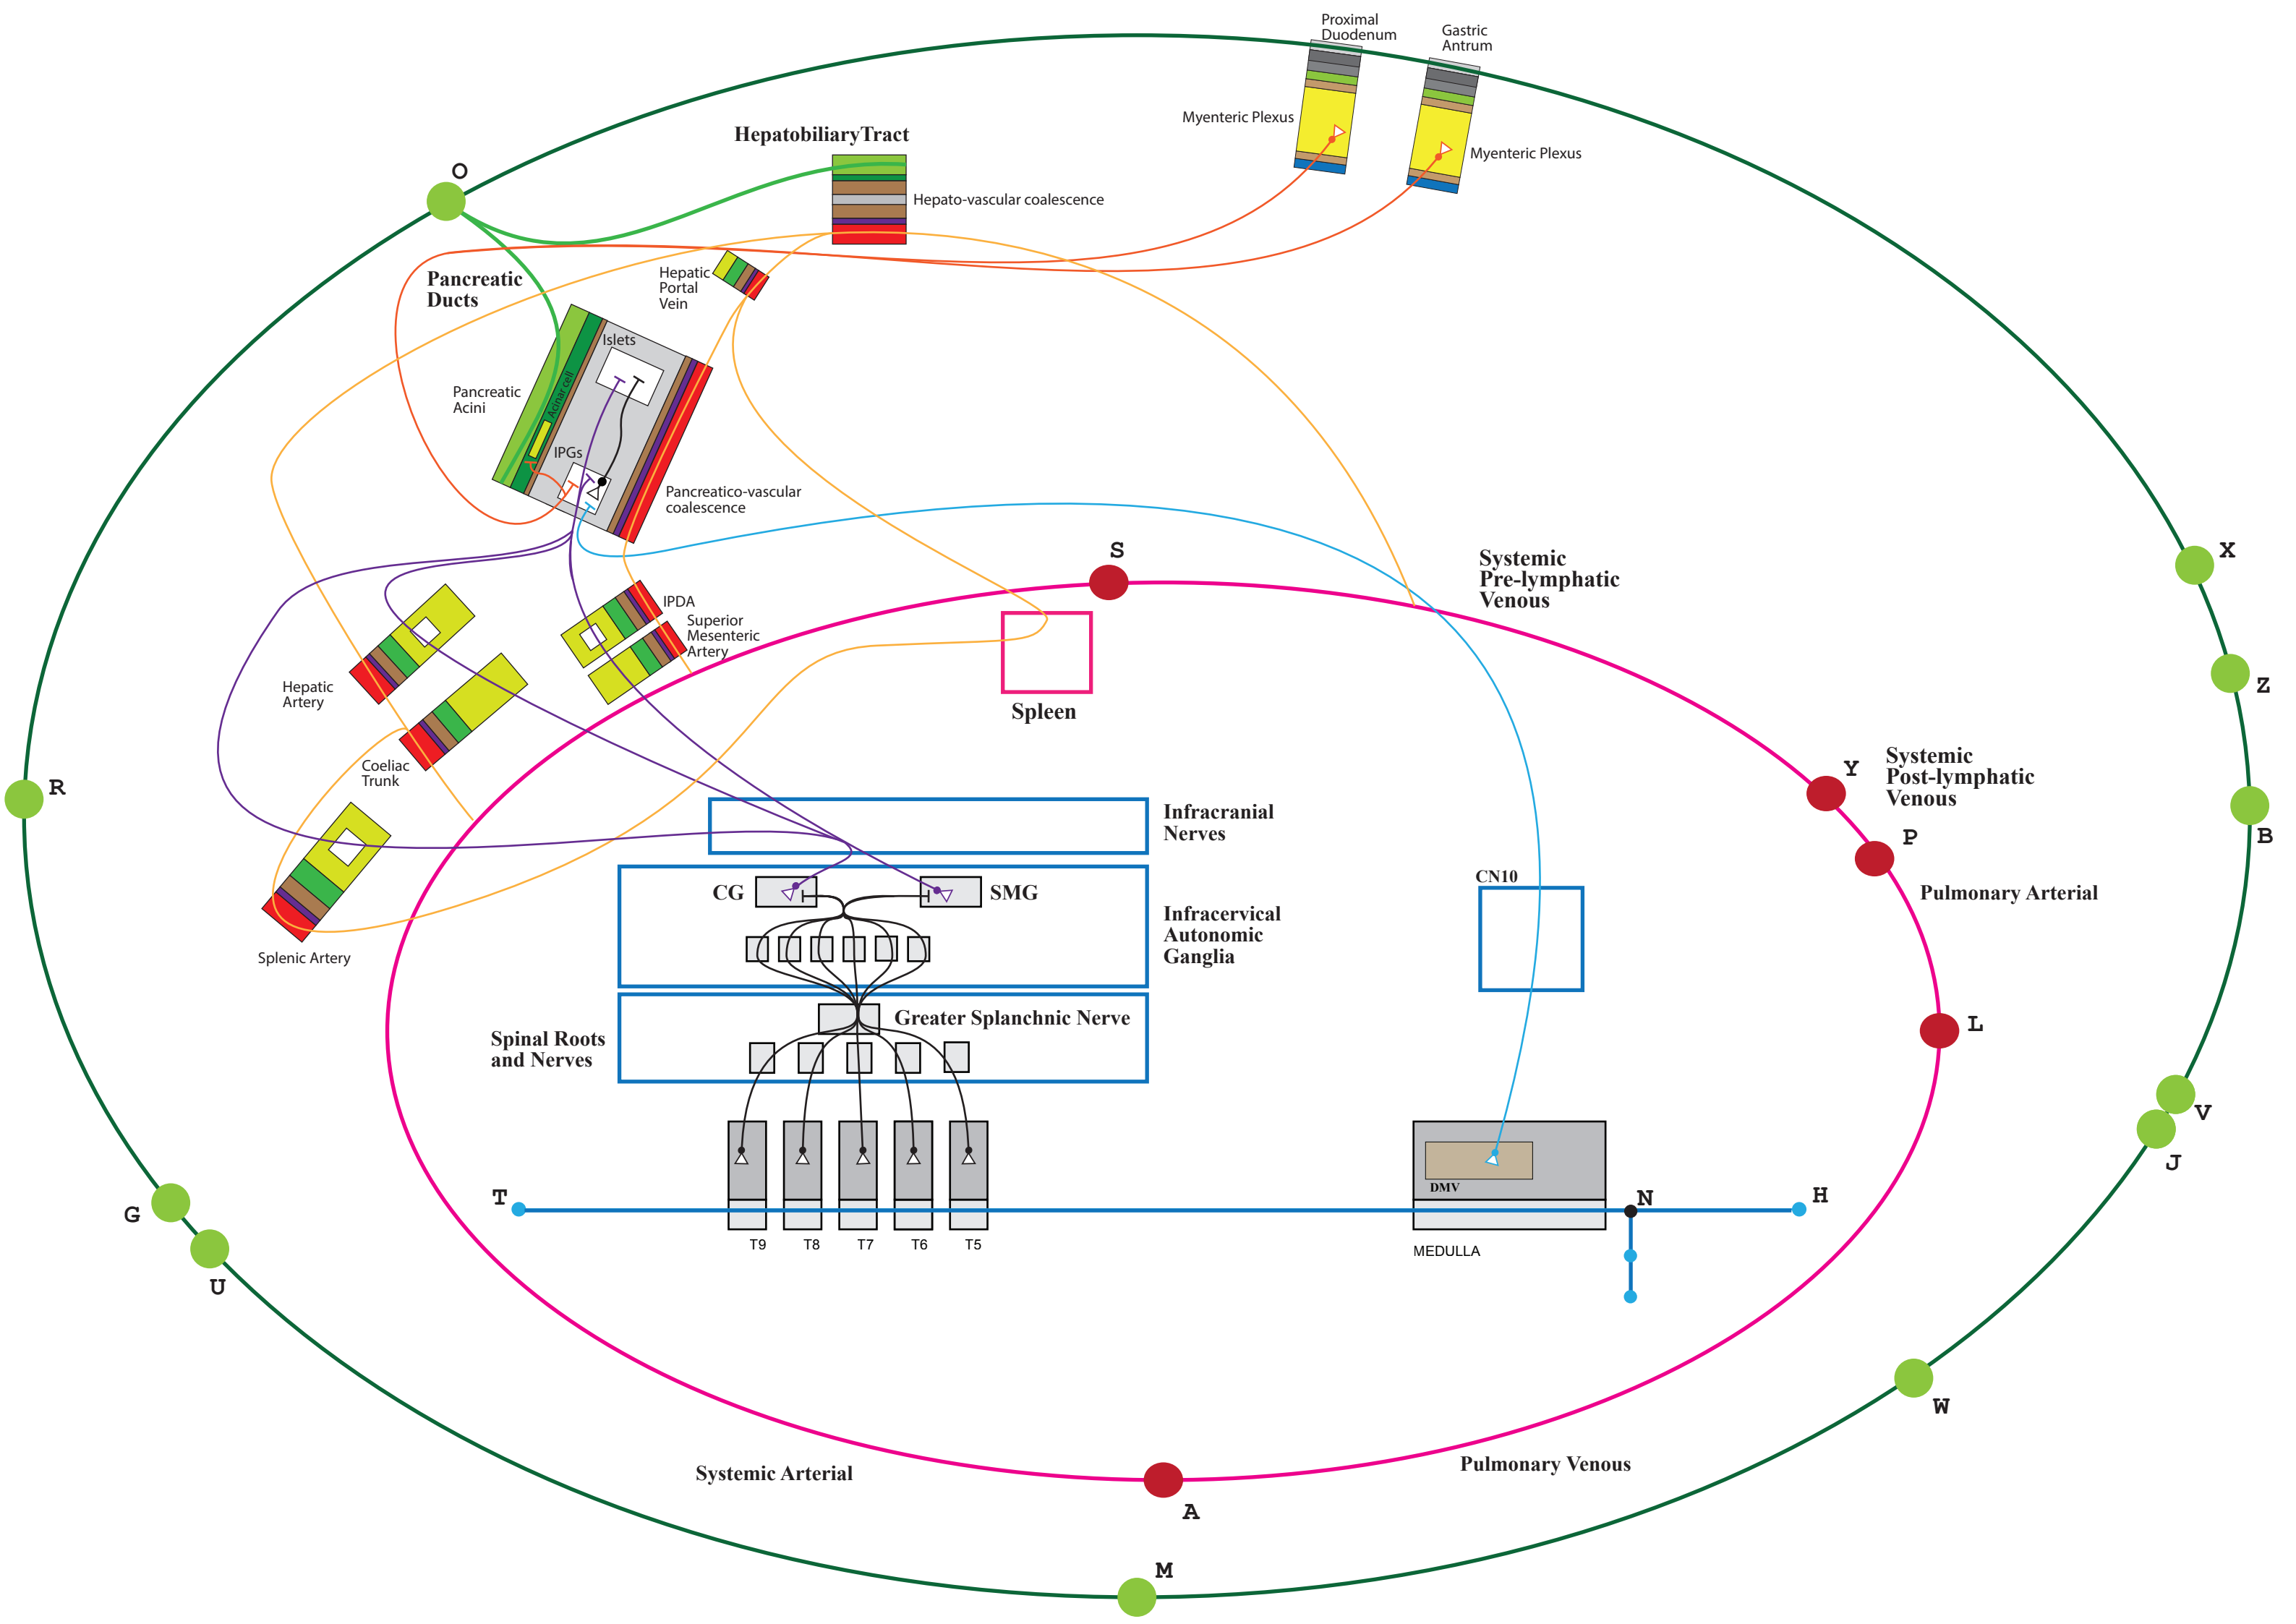 Proximal
Duodenum
Gastric
Antrum
Myenteric Plexus
Myenteric Plexus
HepatobiliaryTract
Hepato-vascular coalescence
O
Pancreatic
Ducts
Hepatic
Portal
Vein
Islets
Acinar cell
Pancreatic
Acini
IPGs
Pancreatico-vascular
coalescence
S
Systemic
Pre-lymphatic
Venous
X
Z
IPDA
Superior
Mesenteric
Artery
Hepatic
Artery
Spleen
Coeliac
Trunk
Y
Systemic
Post-lymphatic
Venous
R
B
P
Infracranial
Nerves
CN10
Pulmonary Arterial
CG
SMG
Infracervical
Autonomic
Ganglia
Splenic Artery
Greater Splanchnic Nerve
Spinal Roots
and Nerves
L
V
J
DMV
T
N
H
G
U
T9
T8
T7
T6
T5
MEDULLA
W
Systemic Arterial
Pulmonary Venous
A
M